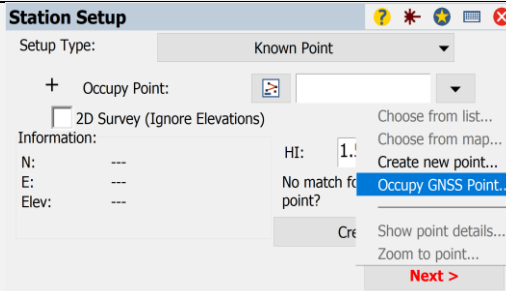 Station Setup
Setup Type: Known Point
+ Occupy Point:
2D Survey (Ignore Elevations)
Choose from list...
Choose from map...
Create new point...
Occupy GNSS Point..
Show point details...
Zoom to point...
Information:
N: ---
E: ---
Elev: ---
HI: 1.
No match fo
point?
Cre
Next >